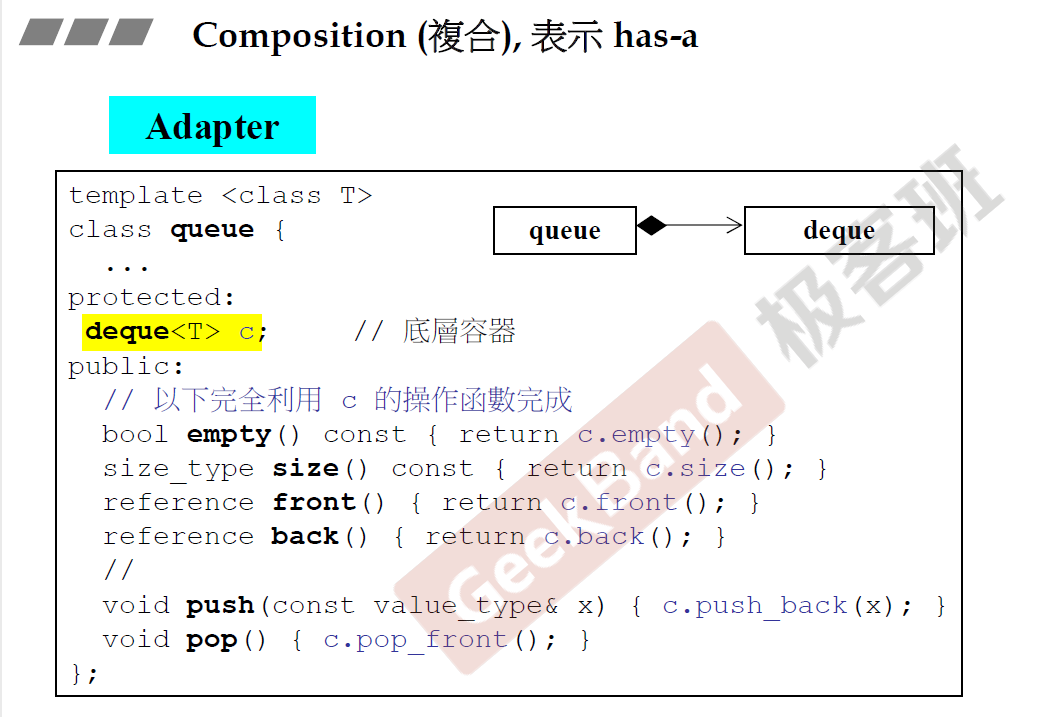 Composition (複合), 表示 has-a
Adapter
template <class T>
class queue {
...
protected:
deque<T> c; // 底層容器
public:
// 以下完全利用 c 的操作函數完成
bool empty() const { return c.empty(); }
size_type size() const { return c.size(); }
reference front() { return c.front(); }
reference back() { return c.back(); }
//
void push(const value_type& x) { c.push_back(x); }
void pop() { c.pop_front(); }
};
queue
deque
GeekBand
极客班